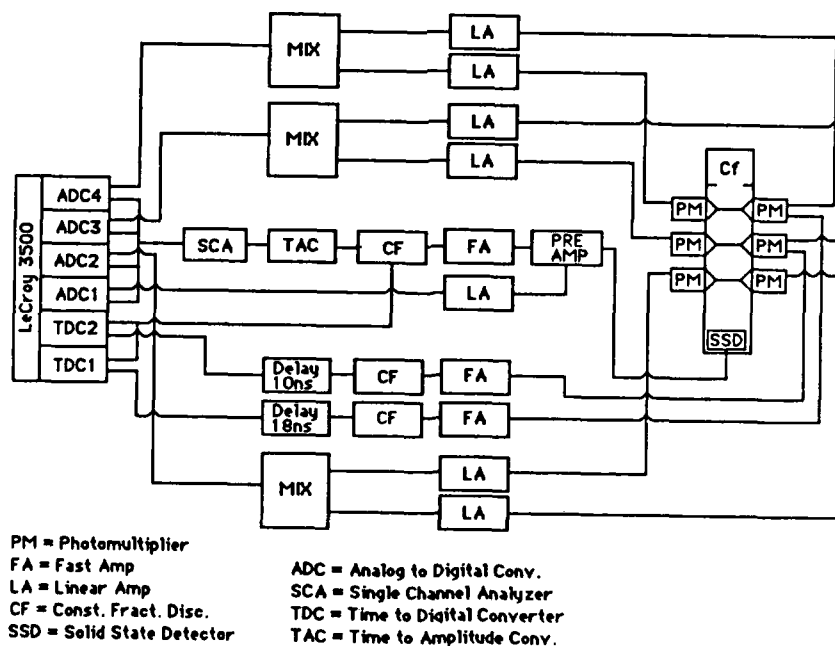 LA
MIX
LA
LA
MIX
LA
Cf
PM PM
PM PM
PM PM
SSD
LeCroy 3500
ADC4
ADC3
ADC2
ADC1
TDC2
TDC1
SCA TAC CF FA PRE AMP
LA
Delay 10ns CF FA
Delay 18ns CF FA
MIX
LA
LA
PM = Photomultiplier
FA = Fast Amp
LA = Linear Amp
CF = Const. Fract. Disc.
SSD = Solid State Detector
ADC = Analog to Digital Conv.
SCA = Single Channel Analyzer
TDC = Time to Digital Converter
TAC = Time to Amplitude Conv.